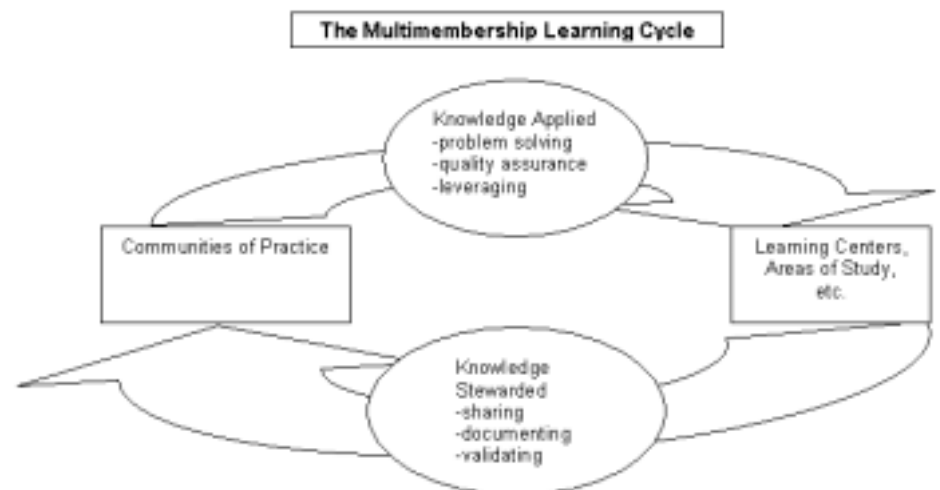 The Multimembership Learning Cycle
Knowledge Applied
-problem solving
-quality assurance
-leveraging
Communities of Practice
Learning Centers,
Areas of Study,
etc.
Knowledge
Stewarded
-sharing
-documenting
-validating